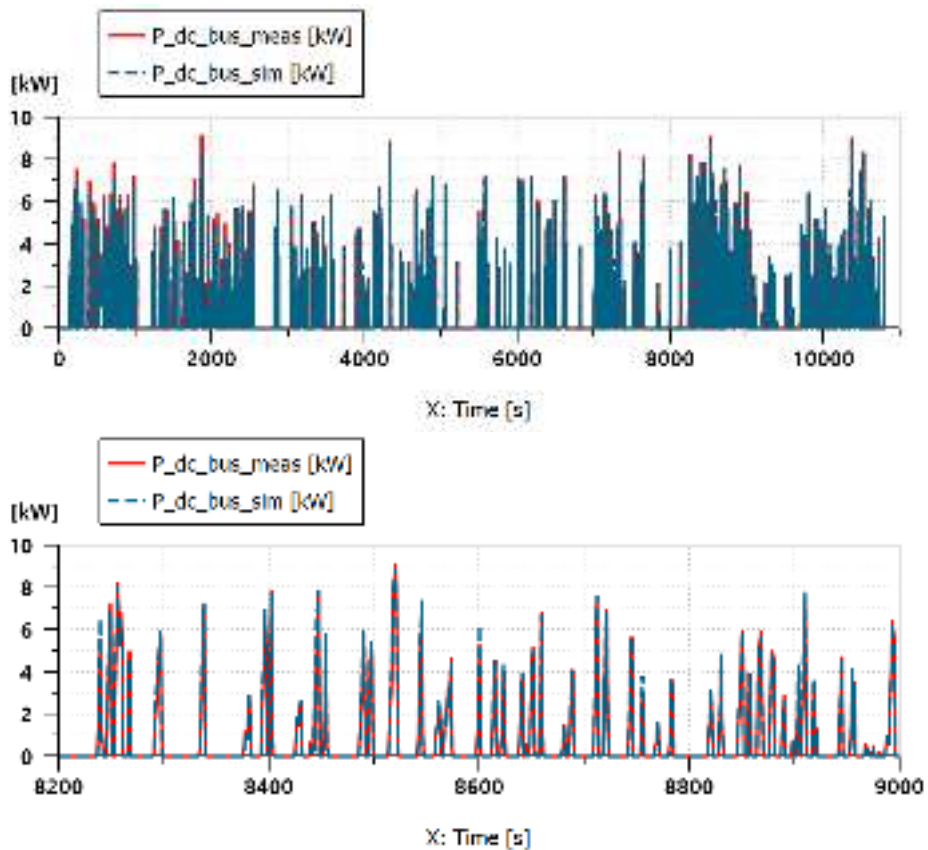 P_dc_bus_meas [kW]
P_dc_bus_sim [kW]
[kW]
10
8
6
4
2
0
0 2000 4000 6000 8000 10000
X: Time [s]
P_dc_bus_meas [kW]
P_dc_bus_sim [kW]
[kW]
10
8
6
4
2
0
8200 8400 8600 8800 9000
X: Time [s]